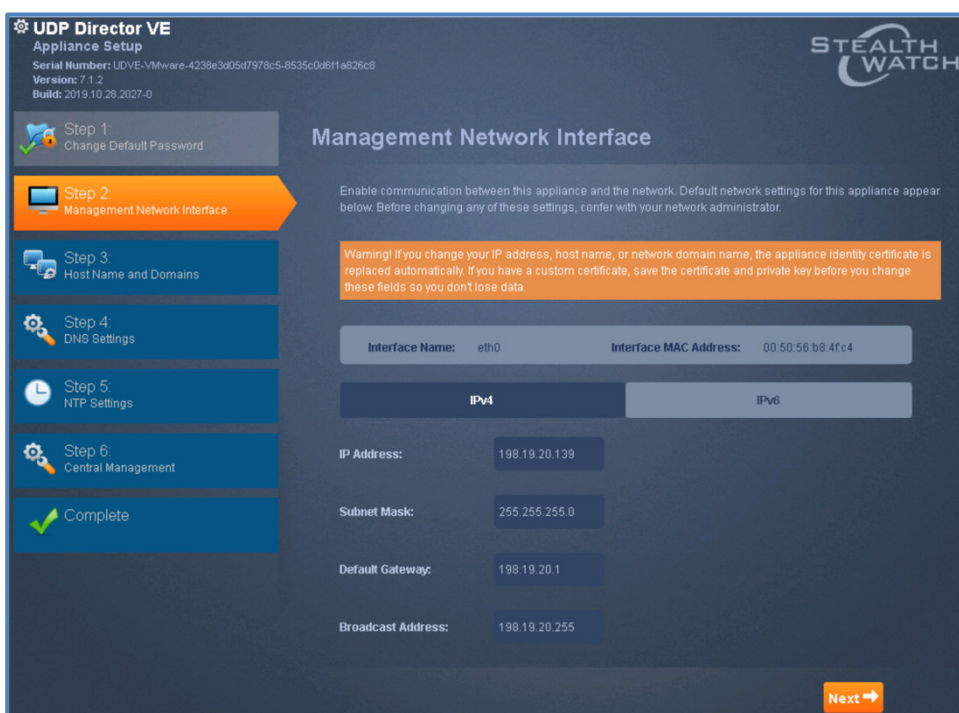 UDP Director VE
Appliance Setup
Serial Number: UDVE-VMware-4238e3d05d7978c5-8535c0d6f1a826c8
Version: 7.1.2
Build: 2019.10.28.2027-0
STEALTH
WATCH
Step 1:
Change Default Password
Step 2:
Management Network Interface
Step 3:
Host Name and Domains
Step 4:
DNS Settings
Step 5:
NTP Settings
Step 6:
Central Management
Complete
Management Network Interface
Enable communication between this appliance and the network. Default network settings for this appliance appear
below. Before changing any of these settings, confer with your network administrator.
Warning! If you change your IP address, host name, or network domain name, the appliance identity certificate is
replaced automatically. If you have a custom certificate, save the certificate and private key before you change
these fields so you don't lose data.
Interface Name: eth0 Interface MAC Address: 00:50:56:b8:4f:c4
IPv4 IPv6
IP Address: 198.19.20.139
Subnet Mask: 255.255.255.0
Default Gateway: 198.19.20.1
Broadcast Address: 198.19.20.255
Next